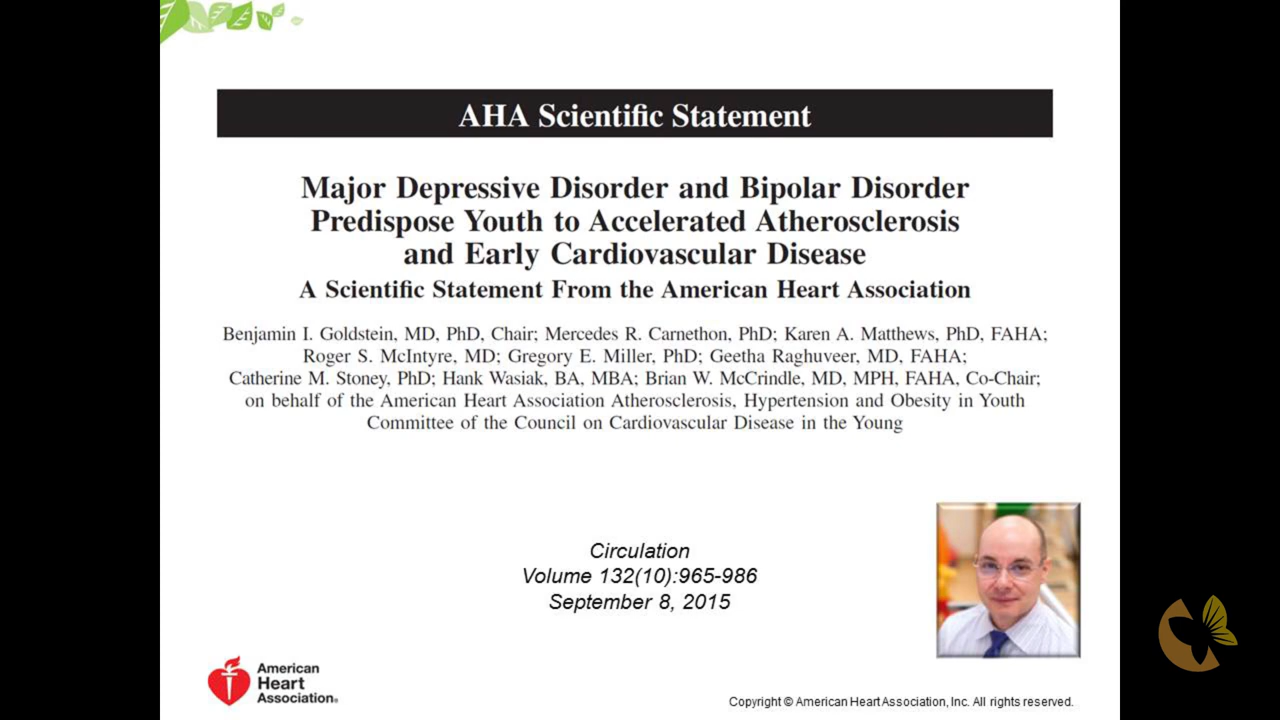 AHA Scientific Statement
Major Depressive Disorder and Bipolar Disorder
Predispose Youth to Accelerated Atherosclerosis
and Early Cardiovascular Disease
A Scientific Statement From the American Heart Association
Benjamin I. Goldstein, MD, PhD, Chair; Mercedes R. Carnethon, PhD; Karen A. Matthews, PhD, FAHA;
Roger S. McIntyre, MD; Gregory E. Miller, PhD; Geetha Raghuveer, MD, FAHA;
Catherine M. Stoney, PhD; Hank Wasiak, BA, MBA; Brian W. McCrindle, MD, MPH, FAHA, Co-Chair;
on behalf of the American Heart Association Atherosclerosis, Hypertension and Obesity in Youth
Committee of the Council on Cardiovascular Disease in the Young
Circulation
Volume 132(10):965-986
September 8, 2015
American
Heart
Association®
Copyright © American Heart Association, Inc. All rights reserved.